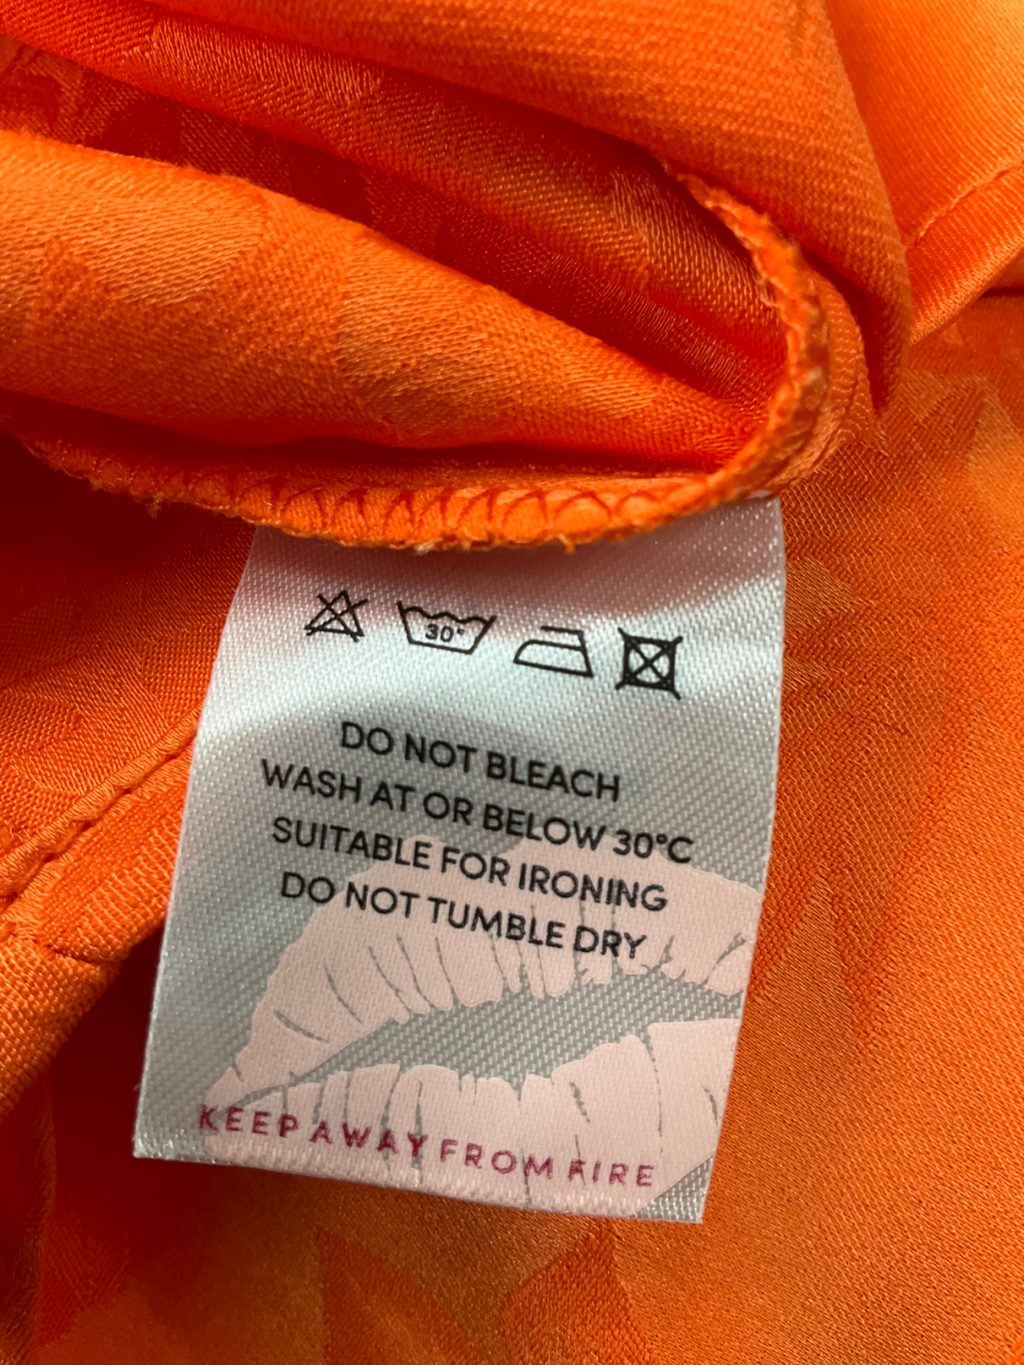 30°
DO NOT BLEACH
WASH AT OR BELOW 30°C
SUITABLE FOR IRONING
DO NOT TUMBLE DRY
KEEP AWAY FROM FIRE